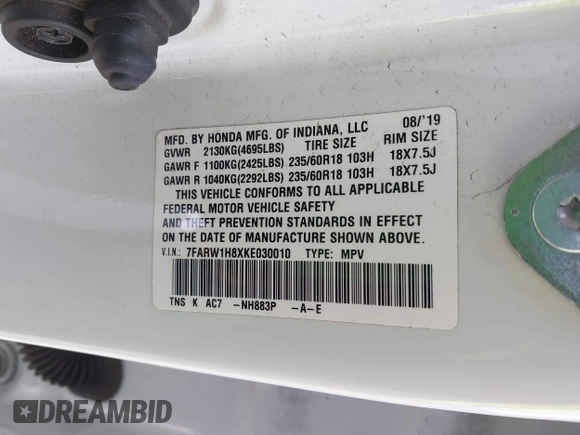 MFD. BY HONDA MFG. OF INDIANA, LLC 08/'19
GVWR 2130KG(4695LBS) TIRE SIZE RIM SIZE
GAWR F 1100KG(2425LBS) 235/60R18 103H 18X7.5J
GAWR R 1040KG(2292LBS) 235/60R18 103H 18X7.5J
THIS VEHICLE CONFORMS TO ALL APPLICABLE
FEDERAL MOTOR VEHICLE SAFETY
AND THEFT PREVENTION STANDARDS IN EFFECT
ON THE DATE OF MANUFACTURE SHOWN ABOVE.
V.I.N.: 7FARW1H8XKE030010 TYPE: MPV
TNS K AC7 -NH883P -A-E
DREAMBID